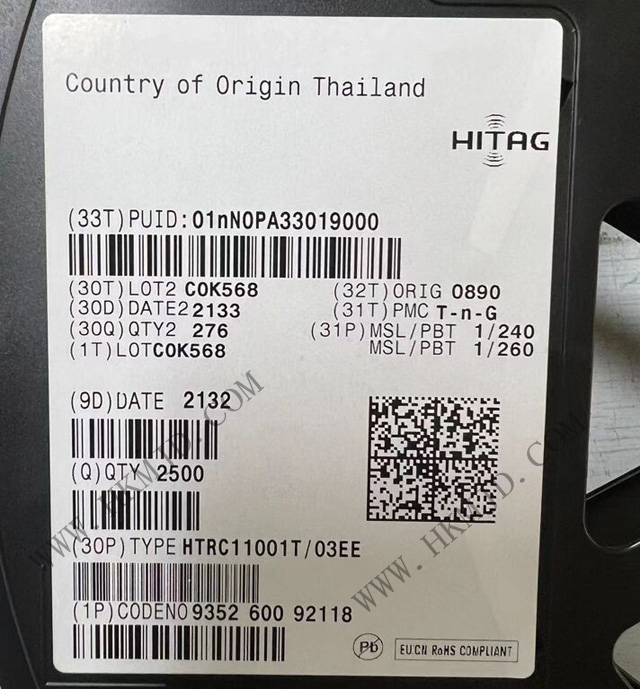 Country of Origin Thailand
HITAG
(33T)PUID:01nN0PA33019000
(30T)LOT2 C0K568 (32T)ORIG 0890
(30D)DATE2 2133 (31T)PMC T-n-G
(30Q)QTY2 276 (31P)MSL/PBT 1/240
(1T)LOTC0K568 MSL/PBT 1/260
(9D)DATE 2132
(Q)QTY 2500
(30P)TYPE HTRC11001T/03EE
(1P)CODENO 9352 600 92118
Pb
EU:CN RoHS COMPLIANT
WWW.HKMJD.COM
WWW.HKMJD.COM